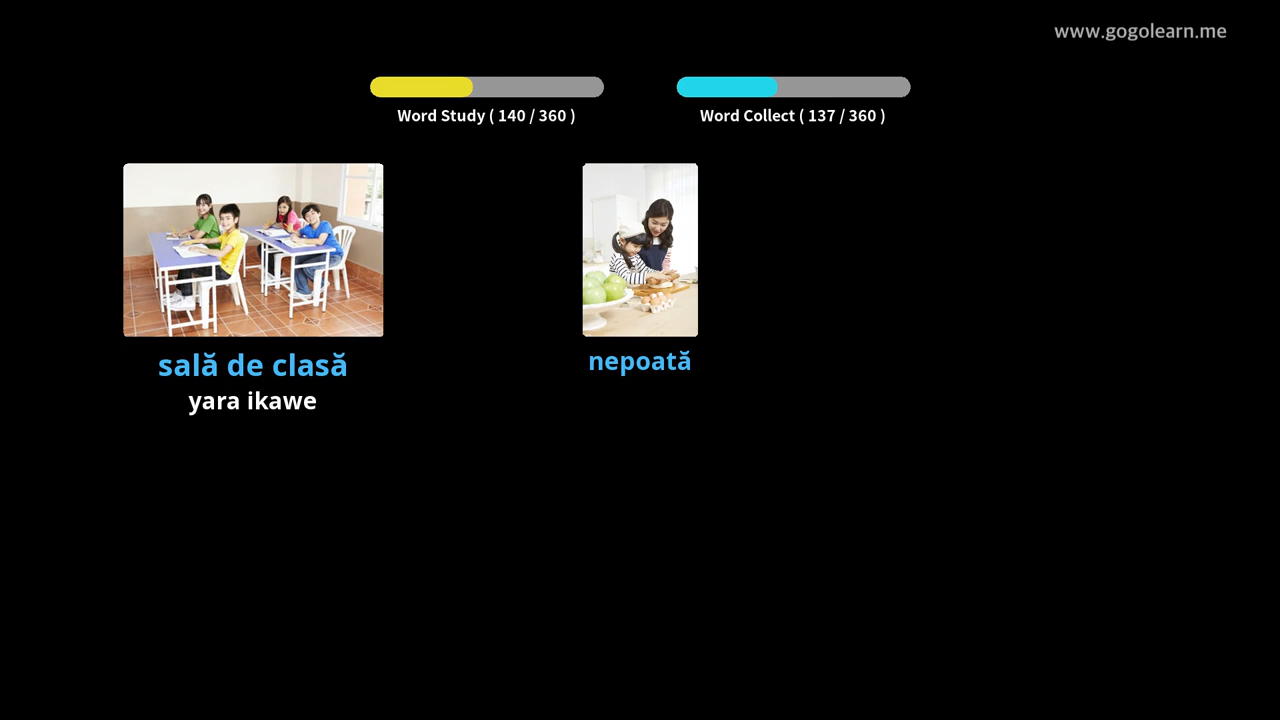 www.gogolearn.me
Word Study ( 140 / 360 )
Word Collect ( 137 / 360 )
sală de clasă
yara ikawe
nepoată